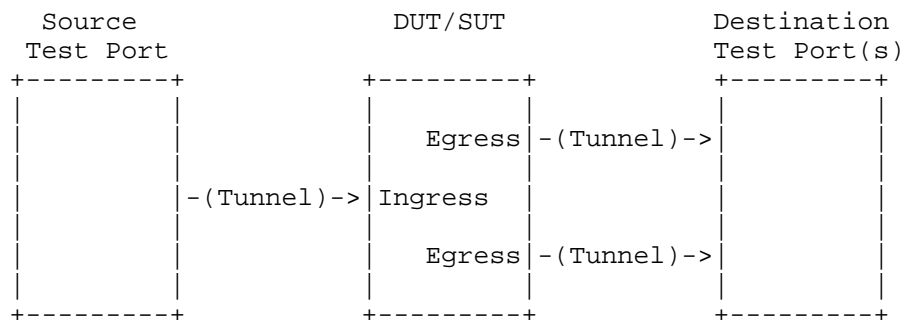 Source DUT/SUT Destination
Test Port Test Port(s)
+---------+ +---------+ +---------+
| | | | | |
| | | Egress|-(Tunnel)->| |
| | | | | |
| |-(Tunnel)->|Ingress | | |
| | | | | |
| | | Egress|-(Tunnel)->| |
| | | | | |
+---------+ +---------+ +---------+